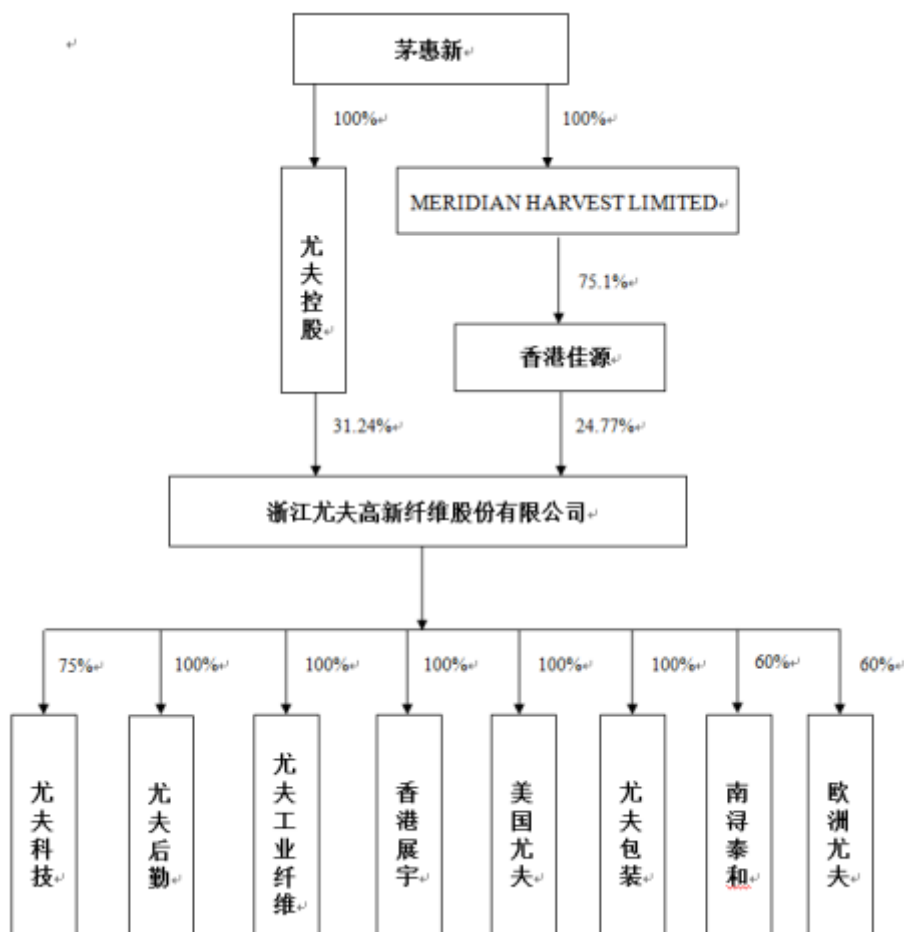 茅惠新
100%
100%
MERIDIAN HARVEST LIMITED
尤夫控股
75.1%
香港佳源
31.24%
24.77%
浙江尤夫高新纤维股份有限公司
75%
100%
100%
100%
100%
100%
60%
60%
尤夫科技
尤夫后勤
尤夫工业纤维
香港展宇
美国尤夫
尤夫包装
南浔泰和
欧洲尤夫